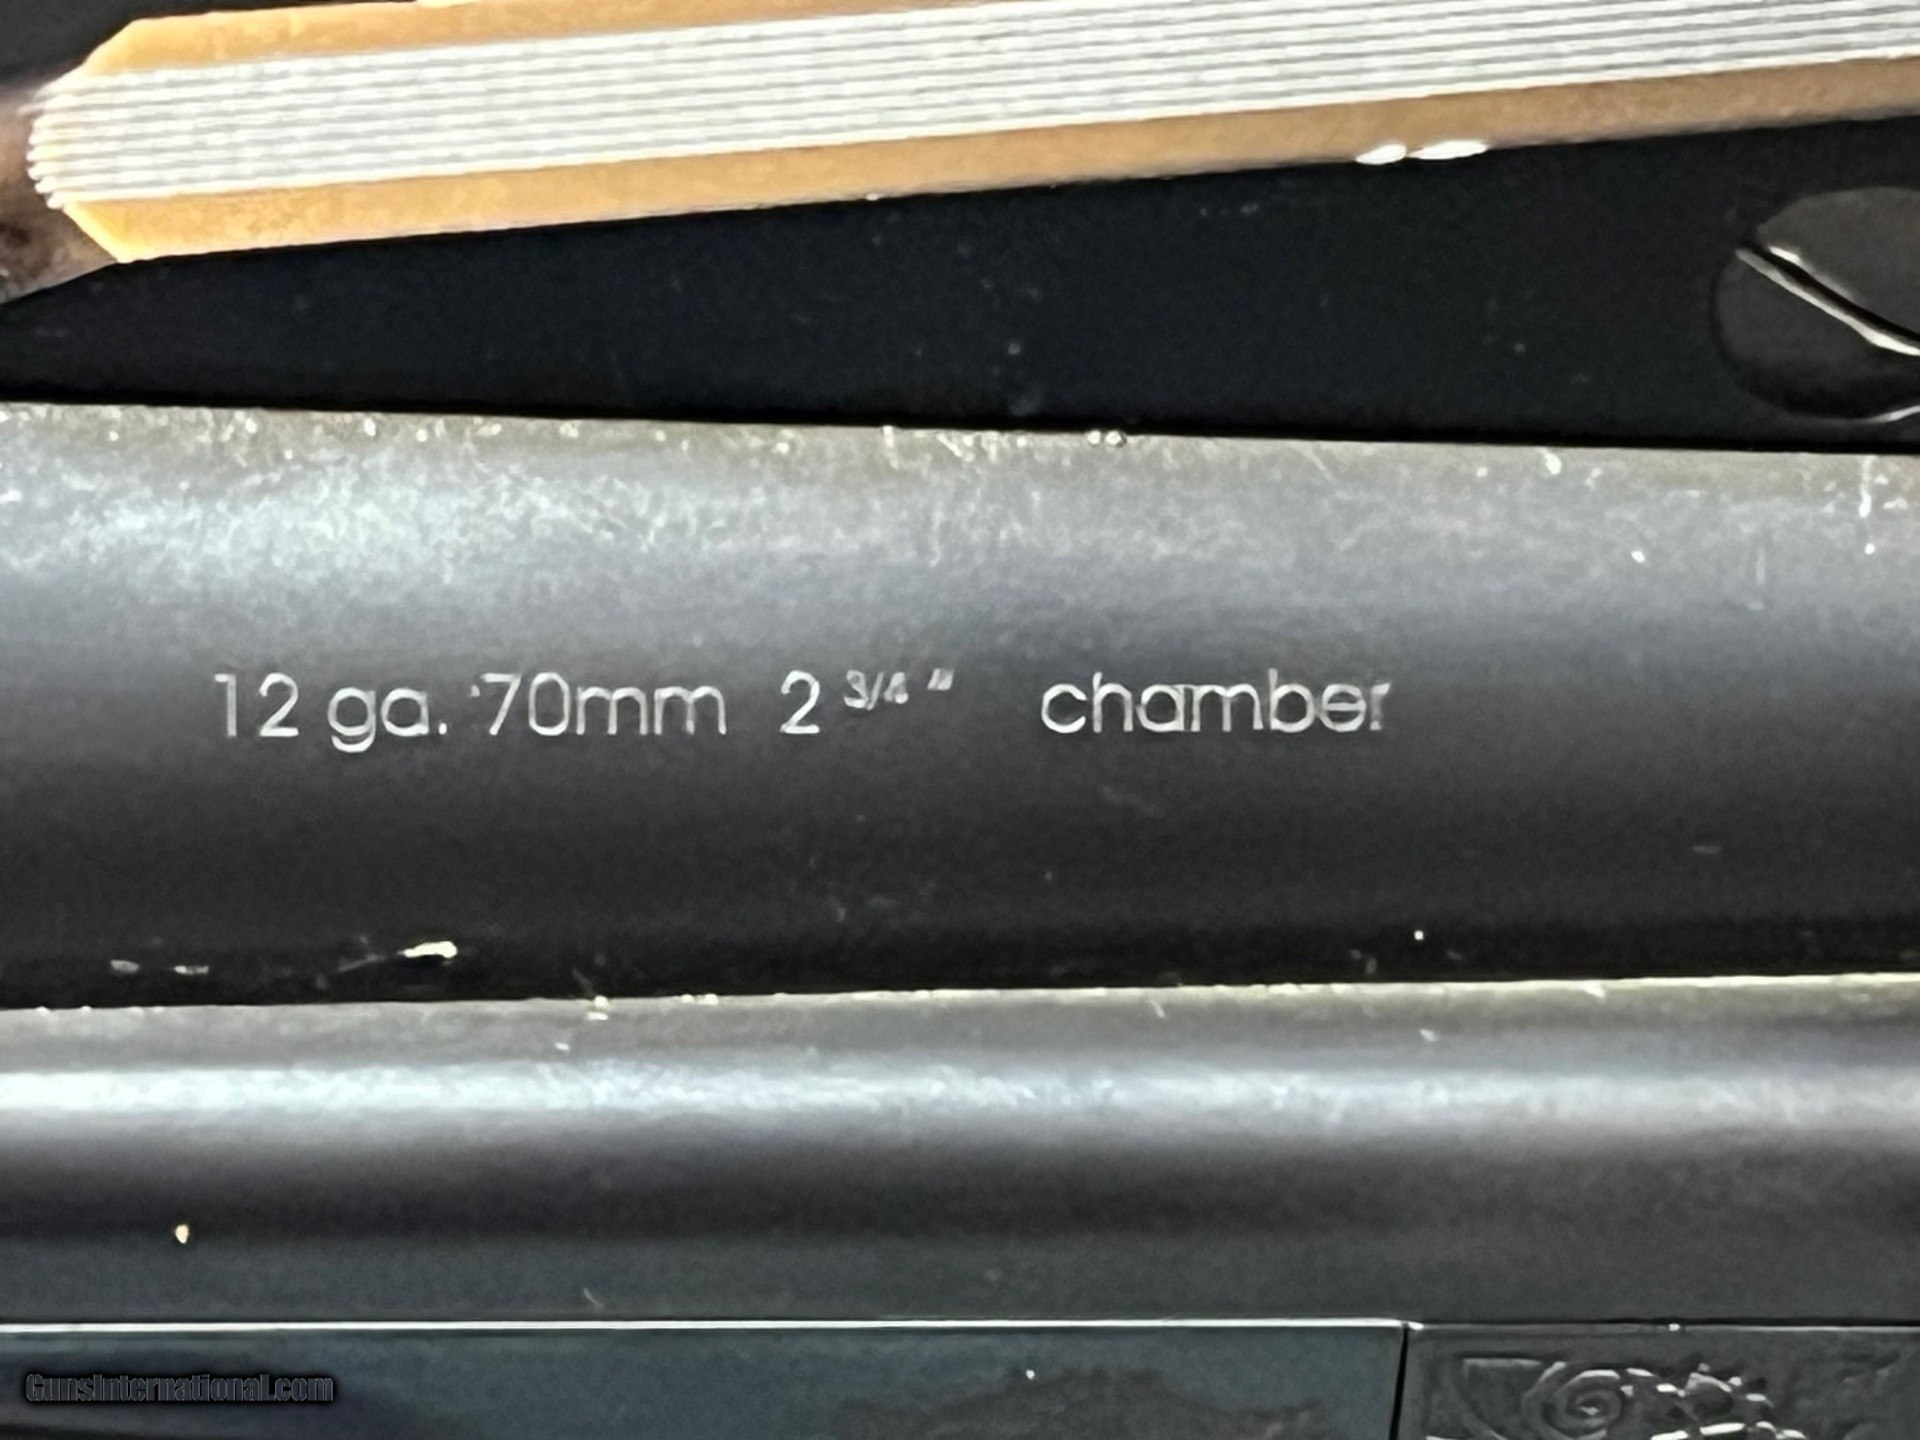 12 ga. 70mm 2 3/4 " chamber
GunsInternational.com